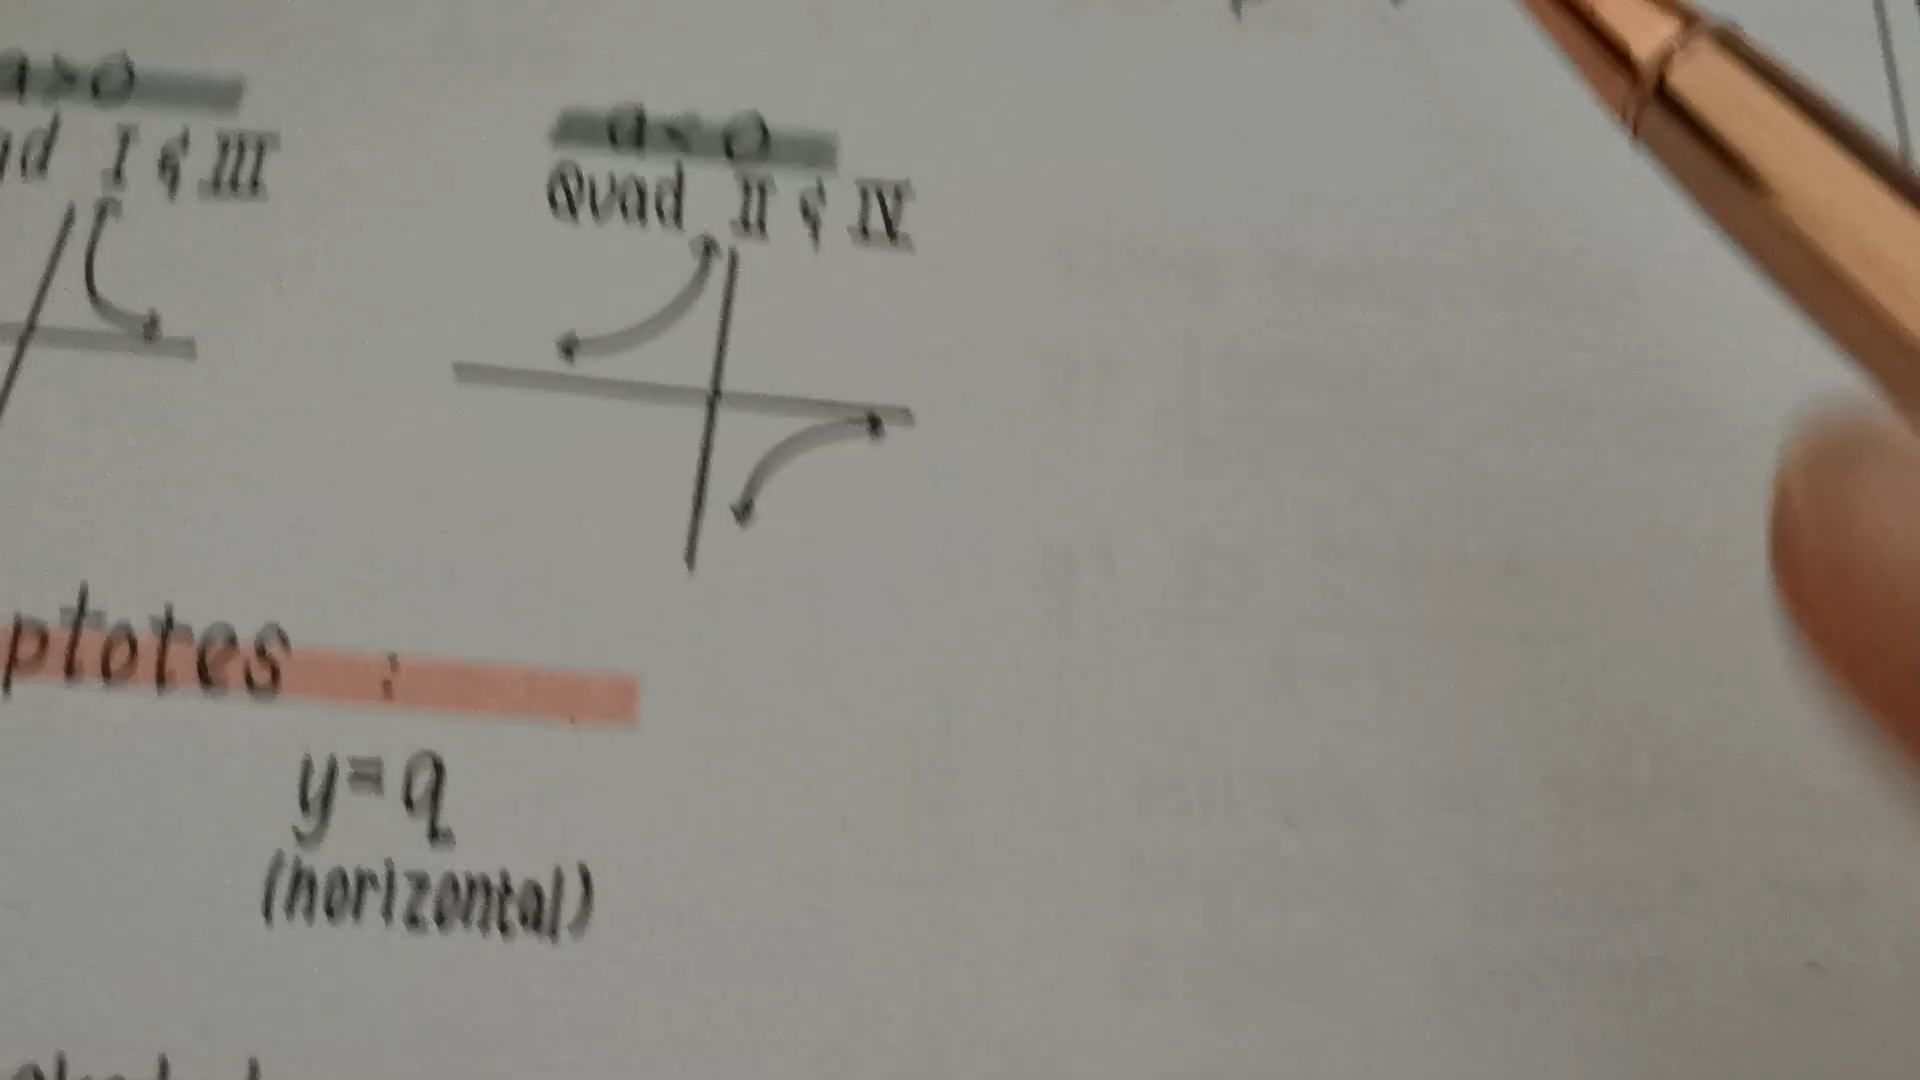 a>0
I & III
a<0
Quad II & IV
ptotes :
y=q
(horizontal)